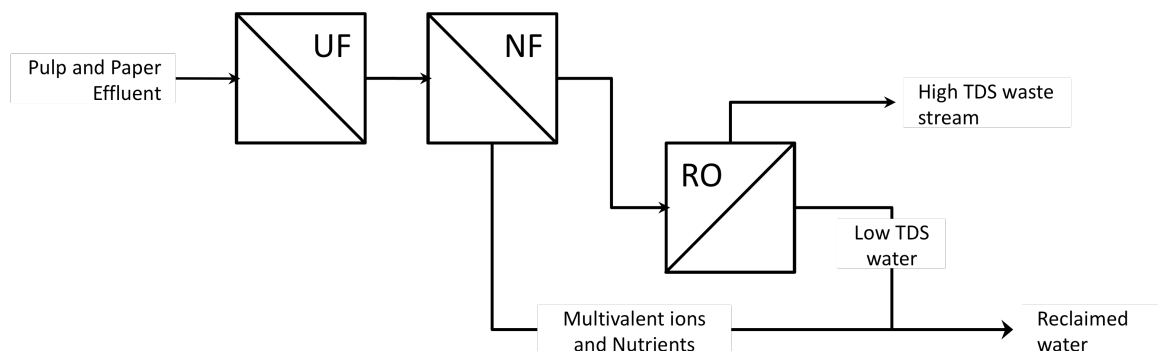 Pulp and Paper
Effluent
UF
NF
High TDS waste
stream
RO
Low TDS
water
Multivalent ions
and Nutrients
Reclaimed
water